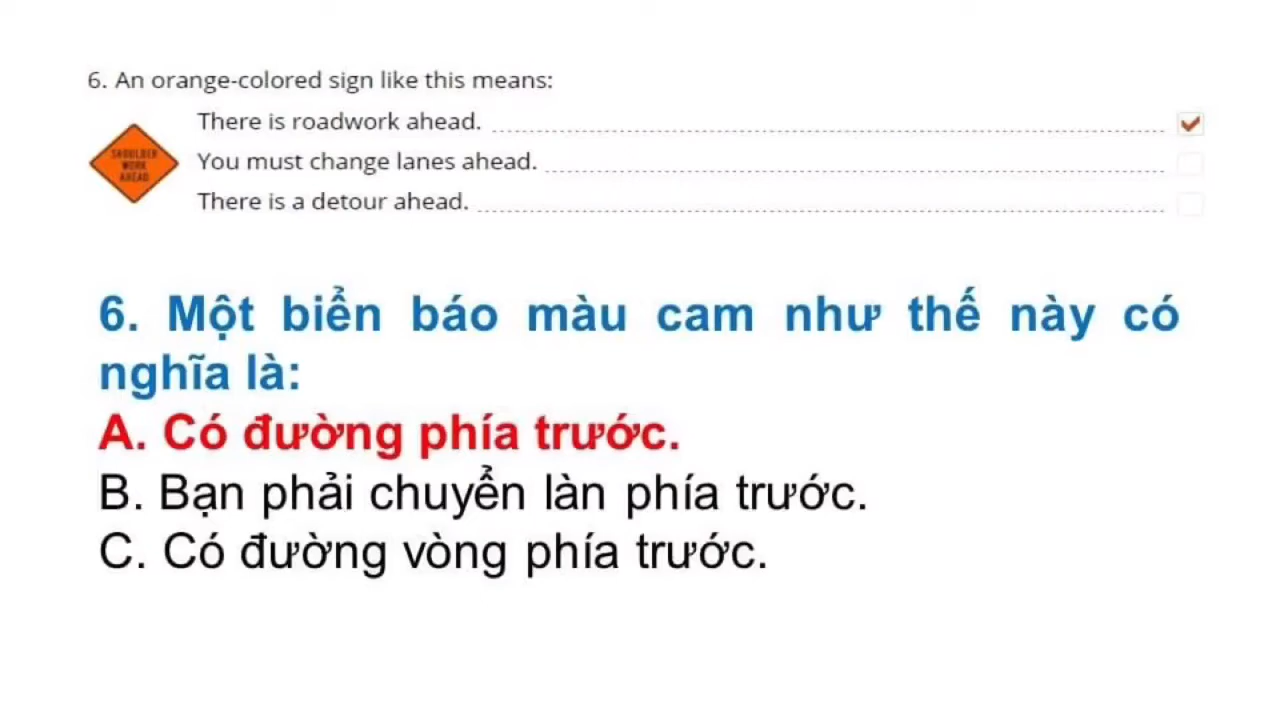 6. An orange-colored sign like this means:
There is roadwork ahead.
SHOULDER
WORK
AHEAD
You must change lanes ahead.
There is a detour ahead.
6. Một biển báo màu cam như thế này có
nghĩa là:
A. Có đường phía trước.
B. Bạn phải chuyển làn phía trước.
C. Có đường vòng phía trước.